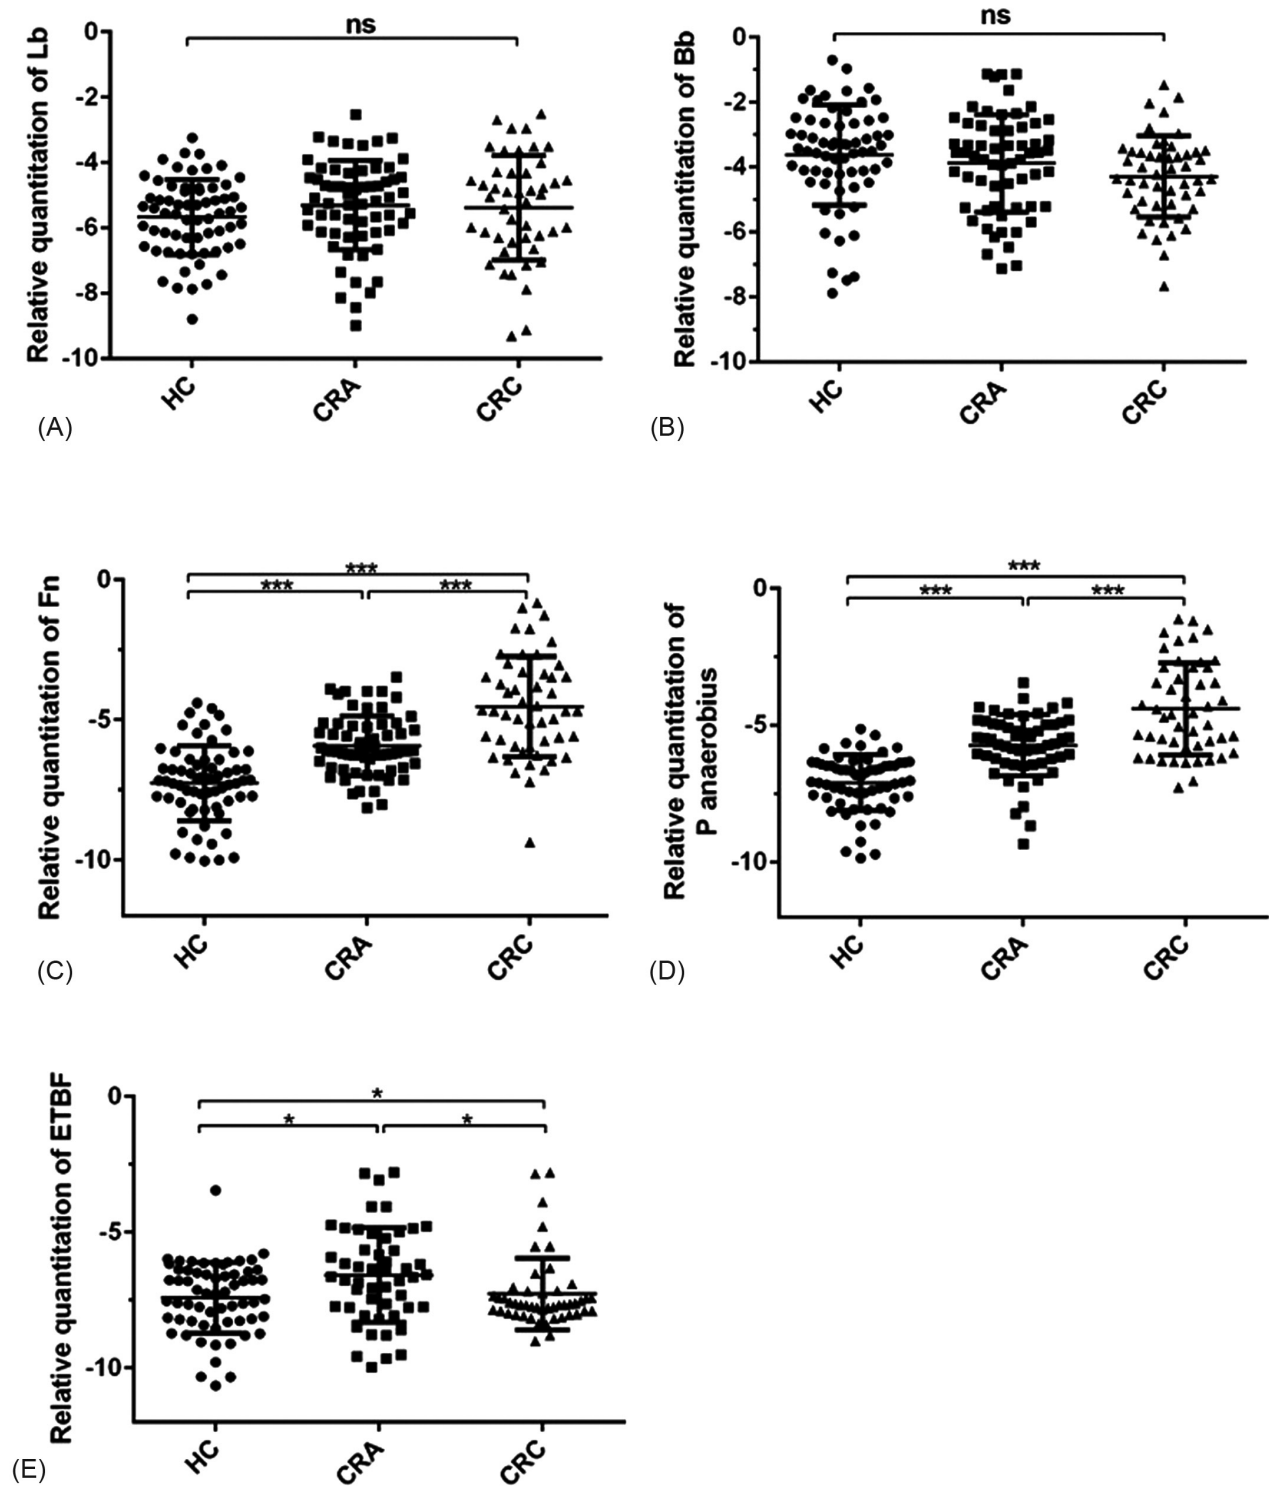 ns
0
-2
-4
-6
-8
-10
Relative quantitation of Lb
HC
CRA
CRC
(A)
ns
0
-2
-4
-6
-8
-10
Relative quantitation of Bb
HC
CRA
CRC
(B)
***
*** ***
0
-5
-10
Relative quantitation of Fn
HC
CRA
CRC
(C)
***
*** ***
0
-5
-10
Relative quantitation of
P anaerobius
HC
CRA
CRC
(D)
*
* *
0
-5
-10
Relative quantitation of ETBF
HC
CRA
CRC
(E)